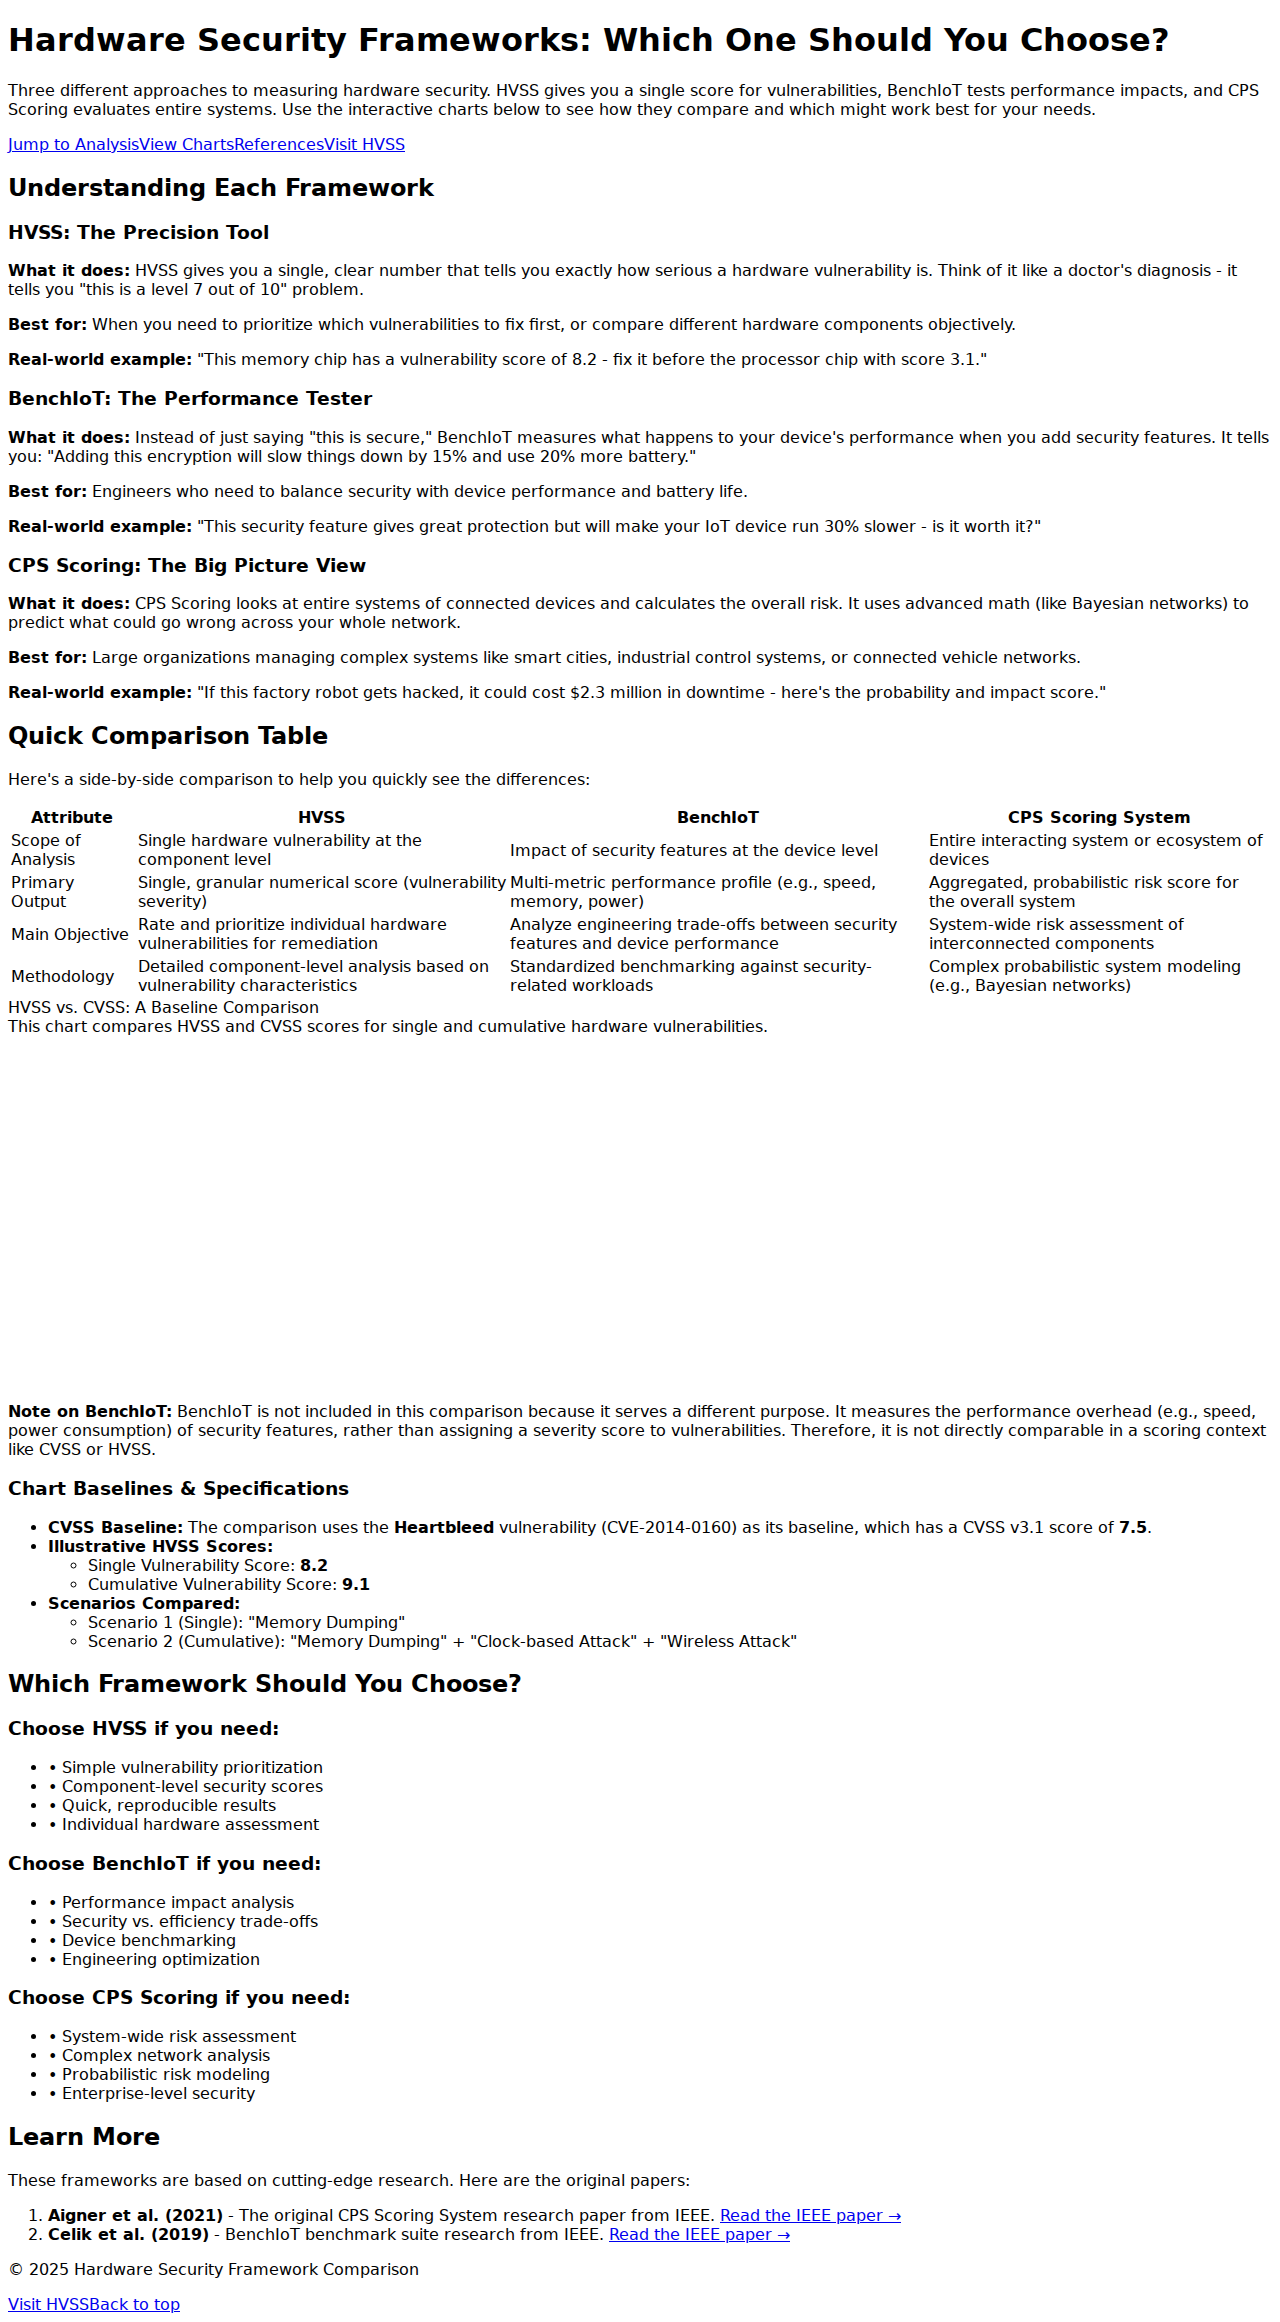 Hardware Security Frameworks: Which One Should You Choose?
Three different approaches to measuring hardware security. HVSS gives you a single score for vulnerabilities, BenchIoT tests performance impacts, and CPS
Scoring evaluates entire systems. Use the interactive charts below to see how they compare and which might work best for your needs.
Jump to AnalysisView ChartsReferencesVisit HVSS
Understanding Each Framework
HVSS: The Precision Tool
What it does: HVSS gives you a single, clear number that tells you exactly how serious a hardware vulnerability is. Think of it like a doctor's diagnosis - it
tells you "this is a level 7 out of 10" problem.
Best for: When you need to prioritize which vulnerabilities to fix first, or compare different hardware components objectively.
Real-world example: "This memory chip has a vulnerability score of 8.2 - fix it before the processor chip with score 3.1."
BenchIoT: The Performance Tester
What it does: Instead of just saying "this is secure," BenchIoT measures what happens to your device's performance when you add security features. It tells
you: "Adding this encryption will slow things down by 15% and use 20% more battery."
Best for: Engineers who need to balance security with device performance and battery life.
Real-world example: "This security feature gives great protection but will make your IoT device run 30% slower - is it worth it?"
CPS Scoring: The Big Picture View
What it does: CPS Scoring looks at entire systems of connected devices and calculates the overall risk. It uses advanced math (like Bayesian networks) to
predict what could go wrong across your whole network.
Best for: Large organizations managing complex systems like smart cities, industrial control systems, or connected vehicle networks.
Real-world example: "If this factory robot gets hacked, it could cost $2.3 million in downtime - here's the probability and impact score."
Quick Comparison Table
Here's a side-by-side comparison to help you quickly see the differences:
Attribute HVSS BenchIoT CPS Scoring System
Scope of Single hardware vulnerability at the Impact of security features at the device level Entire interacting system or ecosystem of
Analysis component level devices
Primary Single, granular numerical score (vulnerability Multi-metric performance profile (e.g., speed, Aggregated, probabilistic risk score for
Output severity) memory, power) the overall system
Main Objective Rate and prioritize individual hardware Analyze engineering trade-offs between security System-wide risk assessment of
vulnerabilities for remediation features and device performance interconnected components
Methodology Detailed component-level analysis based on Standardized benchmarking against security- Complex probabilistic system modeling
vulnerability characteristics related workloads (e.g., Bayesian networks)
HVSS vs. CVSS: A Baseline Comparison
This chart compares HVSS and CVSS scores for single and cumulative hardware vulnerabilities.
Note on BenchIoT: BenchIoT is not included in this comparison because it serves a different purpose. It measures the performance overhead (e.g., speed,
power consumption) of security features, rather than assigning a severity score to vulnerabilities. Therefore, it is not directly comparable in a scoring context
like CVSS or HVSS.
Chart Baselines & Specifications
• CVSS Baseline: The comparison uses the Heartbleed vulnerability (CVE-2014-0160) as its baseline, which has a CVSS v3.1 score of 7.5.
• Illustrative HVSS Scores:
◦ Single Vulnerability Score: 8.2
◦ Cumulative Vulnerability Score: 9.1
• Scenarios Compared:
◦ Scenario 1 (Single): "Memory Dumping"
◦ Scenario 2 (Cumulative): "Memory Dumping" + "Clock-based Attack" + "Wireless Attack"
Which Framework Should You Choose?
Choose HVSS if you need:
• • Simple vulnerability prioritization
• • Component-level security scores
• • Quick, reproducible results
• • Individual hardware assessment
Choose BenchIoT if you need:
• • Performance impact analysis
• • Security vs. efficiency trade-offs
• • Device benchmarking
• • Engineering optimization
Choose CPS Scoring if you need:
• • System-wide risk assessment
• • Complex network analysis
• • Probabilistic risk modeling
• • Enterprise-level security
Learn More
These frameworks are based on cutting-edge research. Here are the original papers:
1. Aigner et al. (2021) - The original CPS Scoring System research paper from IEEE. Read the IEEE paper →
2. Celik et al. (2019) - BenchIoT benchmark suite research from IEEE. Read the IEEE paper →
© 2025 Hardware Security Framework Comparison
Visit HVSSBack to top